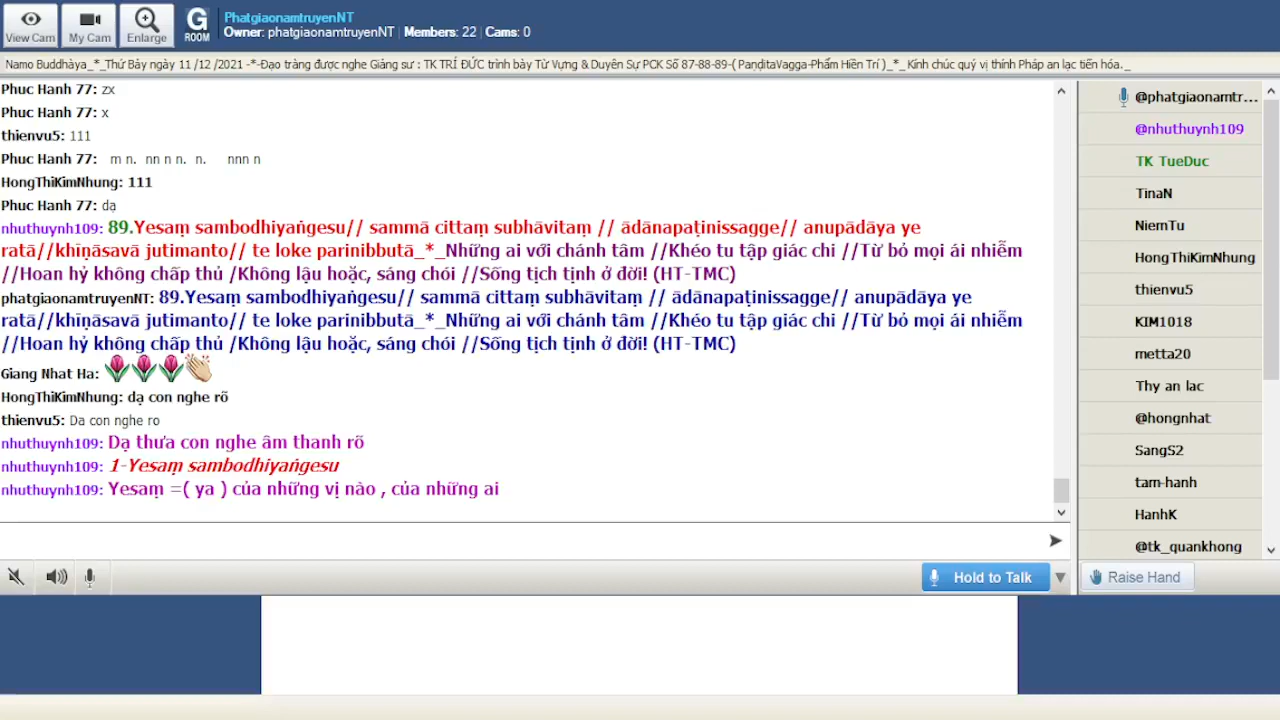 View Cam
My Cam
Enlarge
G
ROOM
PhatgiaonamtruyenNT
Owner: phatgiaonamtruyenNT | Members: 22 | Cams: 0
Namo Buddhàya_*_Thứ Bảy ngày 11 /12 /2021 -*-Đạo tràng được nghe Giảng sư : TK TRÍ ĐỨC trình bày Từ Vựng & Duyên Sự PCK Số 87-88-89-( PaṇḍitaVagga-Phẩm Hiền Trí )_*_ Kính chúc quý vị thính Pháp an lạc tiến hóa._
Phuc Hanh 77: zx
Phuc Hanh 77: x
thienvu5: 111
Phuc Hanh 77: m n. nn n n. n. nnn n
HongThiKimNhung: 111
Phuc Hanh 77: dạ
nhuthuynh109: 89.Yesaṃ sambodhiyaṅgesu// sammā cittaṃ subhāvitaṃ // ādānapaṭinissagge// anupādāya ye
ratā//khīṇāsavā jutimanto// te loke parinibbutā_*_Những ai với chánh tâm //Khéo tu tập giác chi //Từ bỏ mọi ái nhiễm
//Hoan hỷ không chấp thủ /Không lậu hoặc, sáng chói //Sống tịch tịnh ở đời! (HT-TMC)
phatgiaonamtruyenNT: 89.Yesaṃ sambodhiyaṅgesu// sammā cittaṃ subhāvitaṃ // ādānapaṭinissagge// anupādāya ye
ratā//khīṇāsavā jutimanto// te loke parinibbutā_*_Những ai với chánh tâm //Khéo tu tập giác chi //Từ bỏ mọi ái nhiễm
//Hoan hỷ không chấp thủ /Không lậu hoặc, sáng chói //Sống tịch tịnh ở đời! (HT-TMC)
Giang Nhat Ha:
HongThiKimNhung: dạ con nghe rõ
thienvu5: Da con nghe ro
nhuthuynh109: Dạ thưa con nghe âm thanh rõ
nhuthuynh109: 1-Yesaṃ sambodhiyaṅgesu
nhuthuynh109: Yesaṃ =( ya ) của những vị nào , của những ai
@phatgiaonamtr...
@nhuthuynh109
TK TueDuc
TinaN
NiemTu
HongThiKimNhung
thienvu5
KIM1018
metta20
Thy an lac
@hongnhat
SangS2
tam-hanh
HanhK
@tk_quankhong
Hold to Talk
Raise Hand